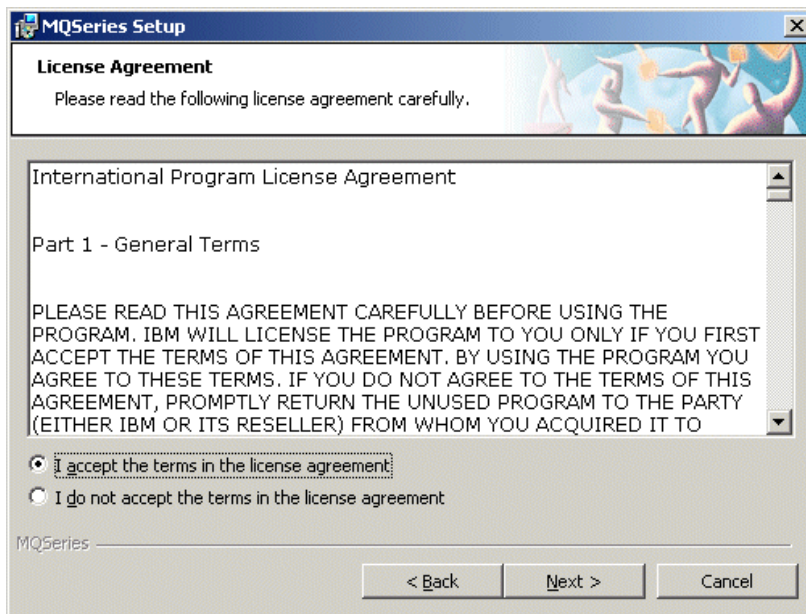 MQSeries Setup
License Agreement
Please read the following license agreement carefully.
International Program License Agreement
Part 1 - General Terms
PLEASE READ THIS AGREEMENT CAREFULLY BEFORE USING THE
PROGRAM. IBM WILL LICENSE THE PROGRAM TO YOU ONLY IF YOU FIRST
ACCEPT THE TERMS OF THIS AGREEMENT. BY USING THE PROGRAM YOU
AGREE TO THESE TERMS. IF YOU DO NOT AGREE TO THE TERMS OF THIS
AGREEMENT, PROMPTLY RETURN THE UNUSED PROGRAM TO THE PARTY
(EITHER IBM OR ITS RESELLER) FROM WHOM YOU ACQUIRED IT TO
I accept the terms in the license agreement
I do not accept the terms in the license agreement
MQSeries
< Back
Next >
Cancel